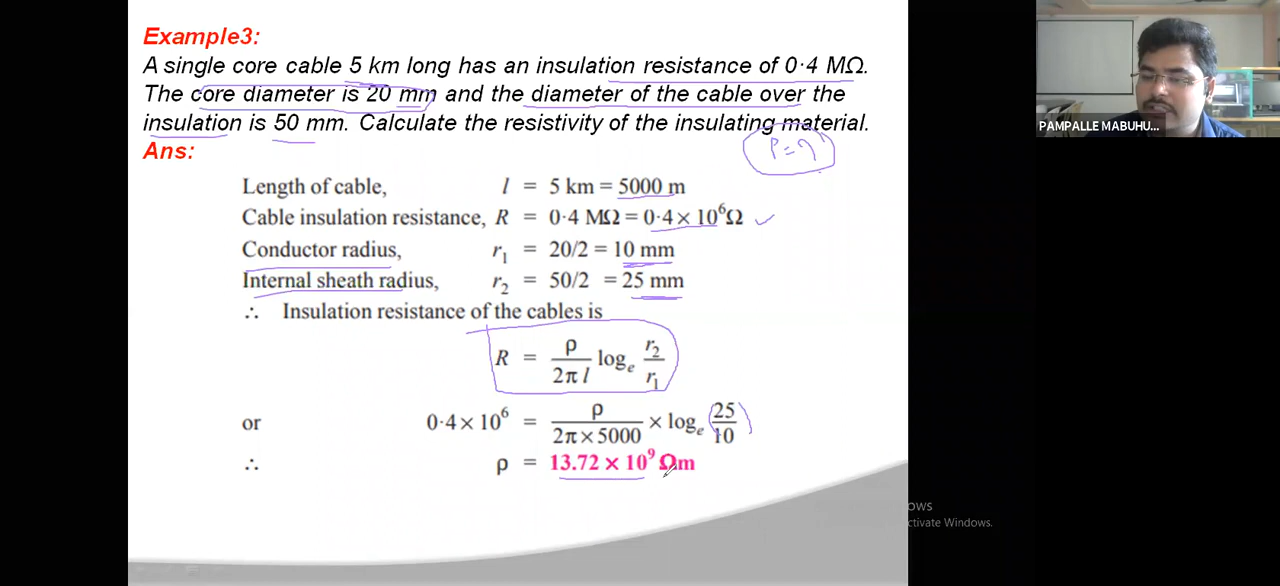 Example3:
A single core cable 5 km long has an insulation resistance of 0·4 MΩ.
The core diameter is 20 mm and the diameter of the cable over the
insulation is 50 mm. Calculate the resistivity of the insulating material.
Ans:
Length of cable, l = 5 km = 5000 m
Cable insulation resistance, R = 0·4 MΩ = 0·4 × 10⁶Ω
Conductor radius, r₁ = 20/2 = 10 mm
Internal sheath radius, r₂ = 50/2 = 25 mm
∴ Insulation resistance of the cables is
R = ρ/2π l logₑ r₂/r₁
or 0·4 × 10⁶ = ρ/2π × 5000 × logₑ 25/10
∴ ρ = 13.72 × 10⁹ Ωm
PAMPALLE MABUHU...
ows
ctivate Windows.